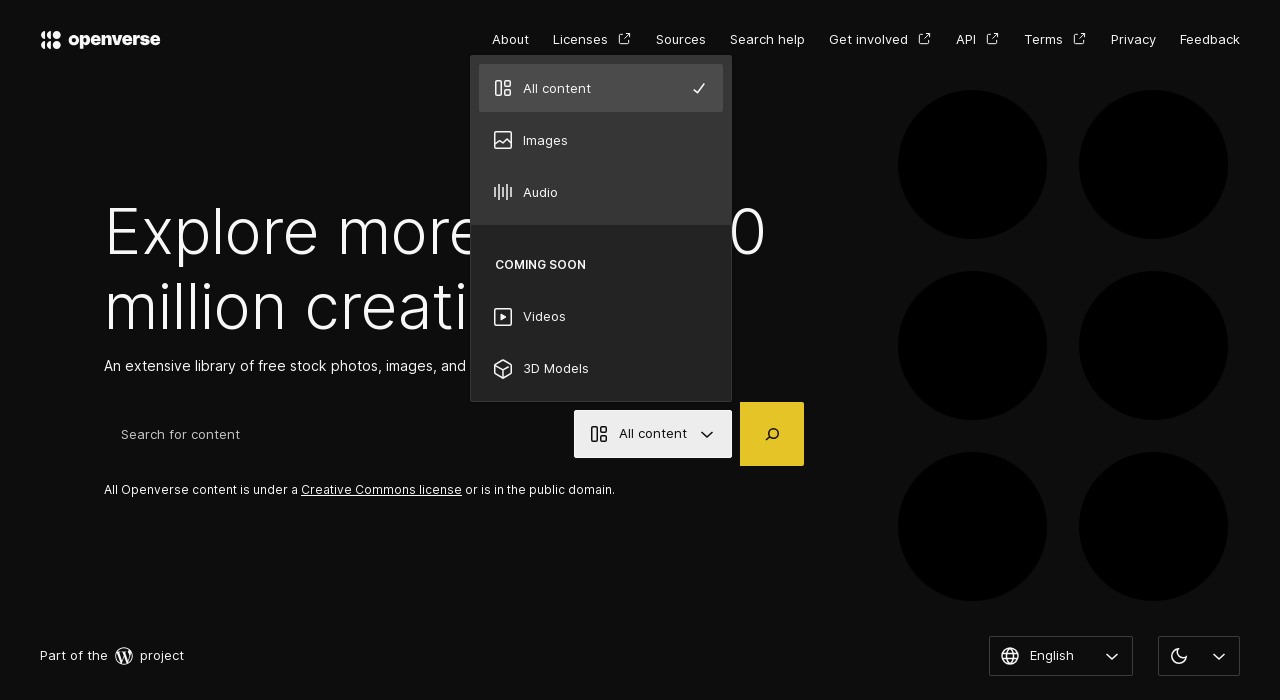 openverse
About
Licenses
Sources
Search help
Get involved
API
Terms
Privacy
Feedback
All content
Images
Audio
COMING SOON
Videos
3D Models
Explore more 0
million creati
An extensive library of free stock photos, images, and
Search for content
All content
All Openverse content is under a Creative Commons license or is in the public domain.
Part of the project
English